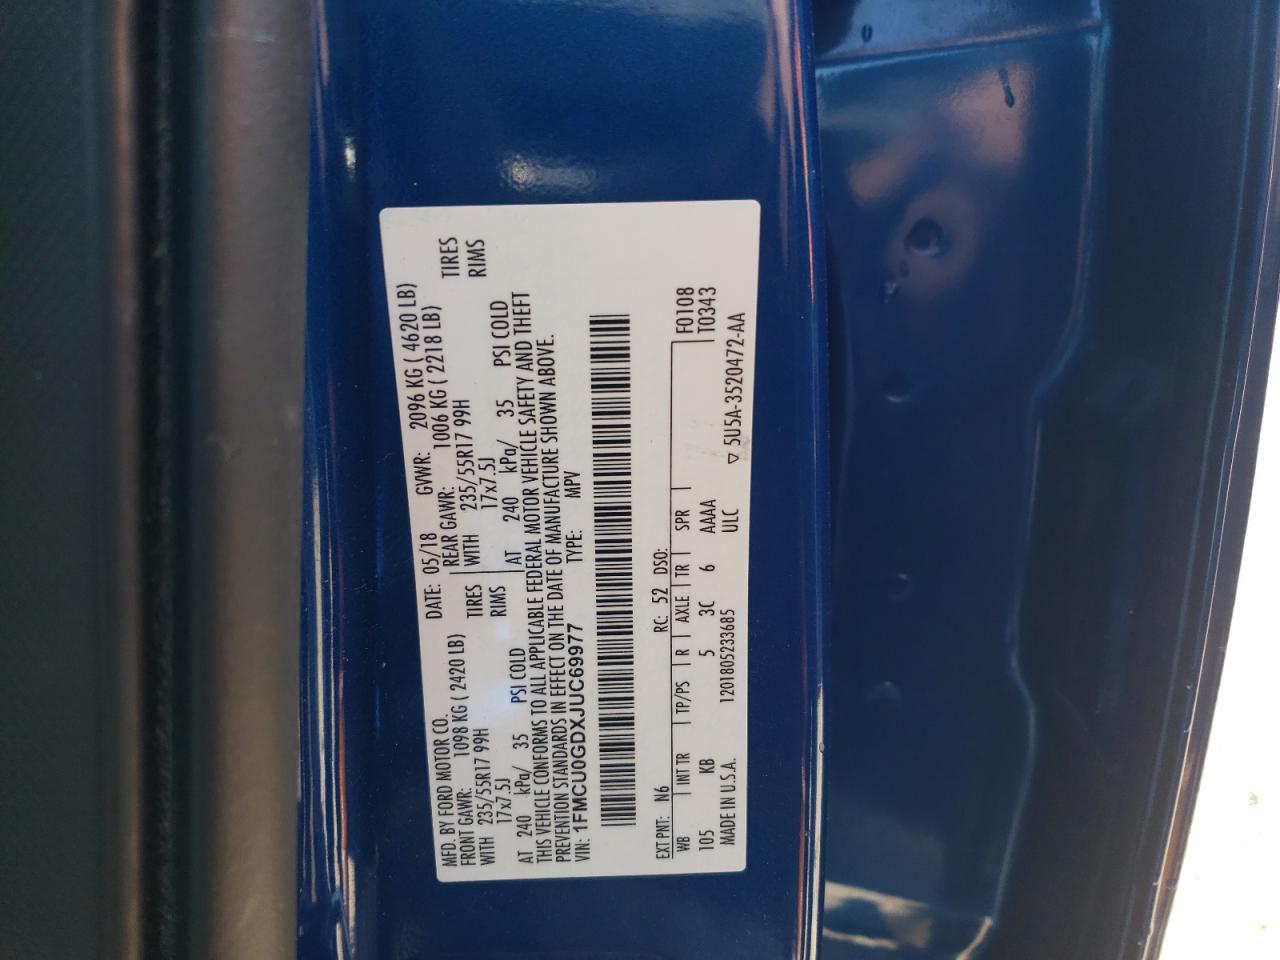 MFD. BY FORD MOTOR CO.
DATE: 05/18 GVWR: 2096 KG ( 4620 LB)
FRONT GAWR: 1098 KG ( 2420 LB) REAR GAWR: 1006 KG ( 2218 LB)
WITH 235/55R17 99H TIRES WITH 235/55R17 99H TIRES
17x7.5J RIMS 17x7.5J RIMS
AT 240 kPa/ 35 PSI COLD AT 240 kPa/ 35 PSI COLD
THIS VEHICLE CONFORMS TO ALL APPLICABLE FEDERAL MOTOR VEHICLE SAFETY AND THEFT
PREVENTION STANDARDS IN EFFECT ON THE DATE OF MANUFACTURE SHOWN ABOVE.
VIN: 1FMCU0GDXJUC69977 TYPE: MPV
EXT PNT: N6 RC: 52 DSO: F0108
WB INT TR TP/PS R AXLE TR SPR T0343
105 KB 5 3C 6 AAAA
MADE IN U.S.A. 1201805233685 ULC ▽ 5U5A-3520472-AA